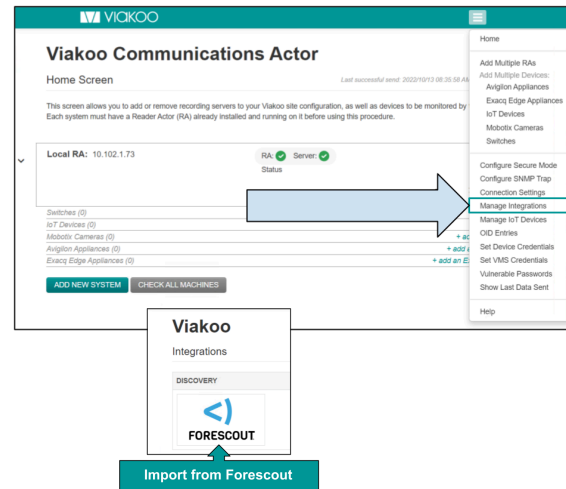 VIAKOO
Viakoo Communications Actor
Home Screen
Last successful send: 2022/10/13 08:35:58 AM
This screen allows you to add or remove recording servers to your Viakoo site configuration, as well as devices to be monitored by
Each system must have a Reader Actor (RA) already installed and running on it before using this procedure.
Local RA: 10.102.1.73
RA: Server:
Status
Switches (0)
IoT Devices (0)
Mobotix Cameras (0)
+ ad
Avigilon Appliances (0)
+ add a
Exacq Edge Appliances (0)
+ add an E
ADD NEW SYSTEM
CHECK ALL MACHINES
Home
Add Multiple RAs
Add Multiple Devices:
Avigilon Appliances
Exacq Edge Appliances
IoT Devices
Mobotix Cameras
Switches
Configure Secure Mode
Configure SNMP Trap
Connection Settings
Manage Integrations
Manage IoT Devices
OID Entries
Set Device Credentials
Set VMS Credentials
Vulnerable Passwords
Show Last Data Sent
Help
Viakoo
Integrations
DISCOVERY
FORESCOUT
Import from Forescout